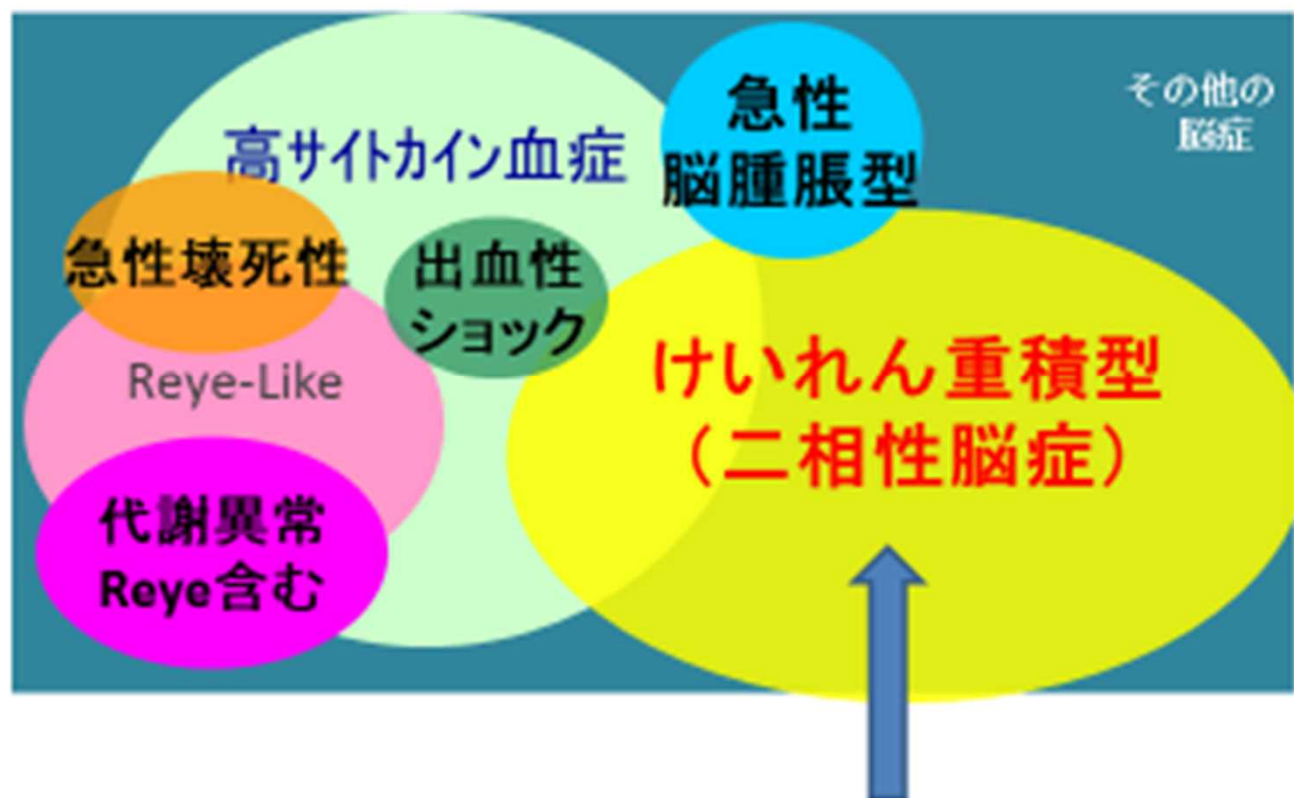 その他の
脳症
急性
脳腫脹型
高サイトカイン血症
急性壊死性
出血性
ショック
Reye-Like
けいれん重積型
（二相性脳症）
代謝異常
Reye含む